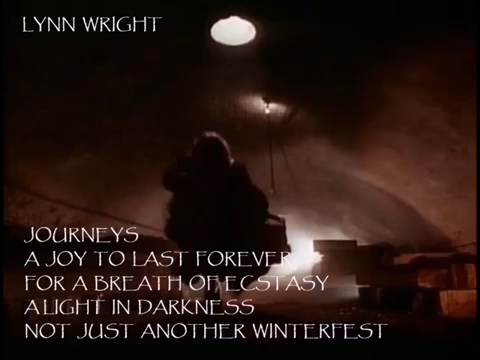 LYNN WRIGHT
JOURNEYS
A JOY TO LAST FOREVER
FOR A BREATH OF ECSTASY
A LIGHT IN DARKNESS
NOT JUST ANOTHER WINTERFEST